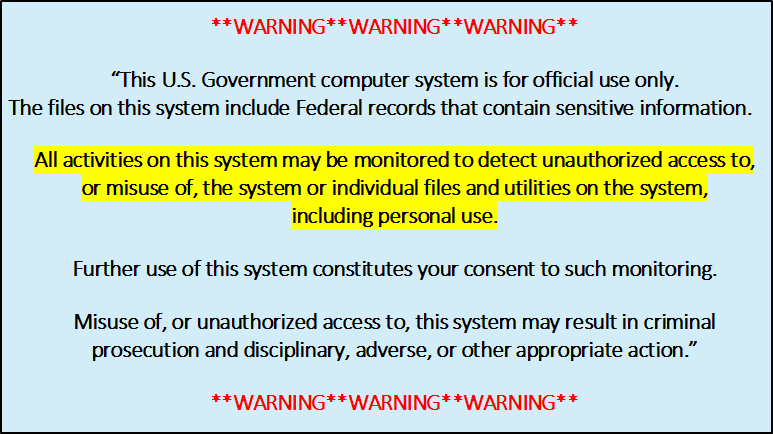 **WARNING**WARNING**WARNING**
“This U.S. Government computer system is for official use only.
The files on this system include Federal records that contain sensitive information.
All activities on this system may be monitored to detect unauthorized access to,
or misuse of, the system or individual files and utilities on the system,
including personal use.
Further use of this system constitutes your consent to such monitoring.
Misuse of, or unauthorized access to, this system may result in criminal
prosecution and disciplinary, adverse, or other appropriate action.”
**WARNING**WARNING**WARNING**